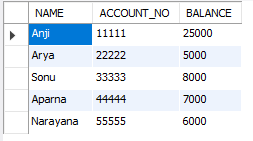 NAME ACCOUNT_NO BALANCE
Anji 11111 25000
Arya 22222 5000
Sonu 33333 8000
Aparna 44444 7000
Narayana 55555 6000